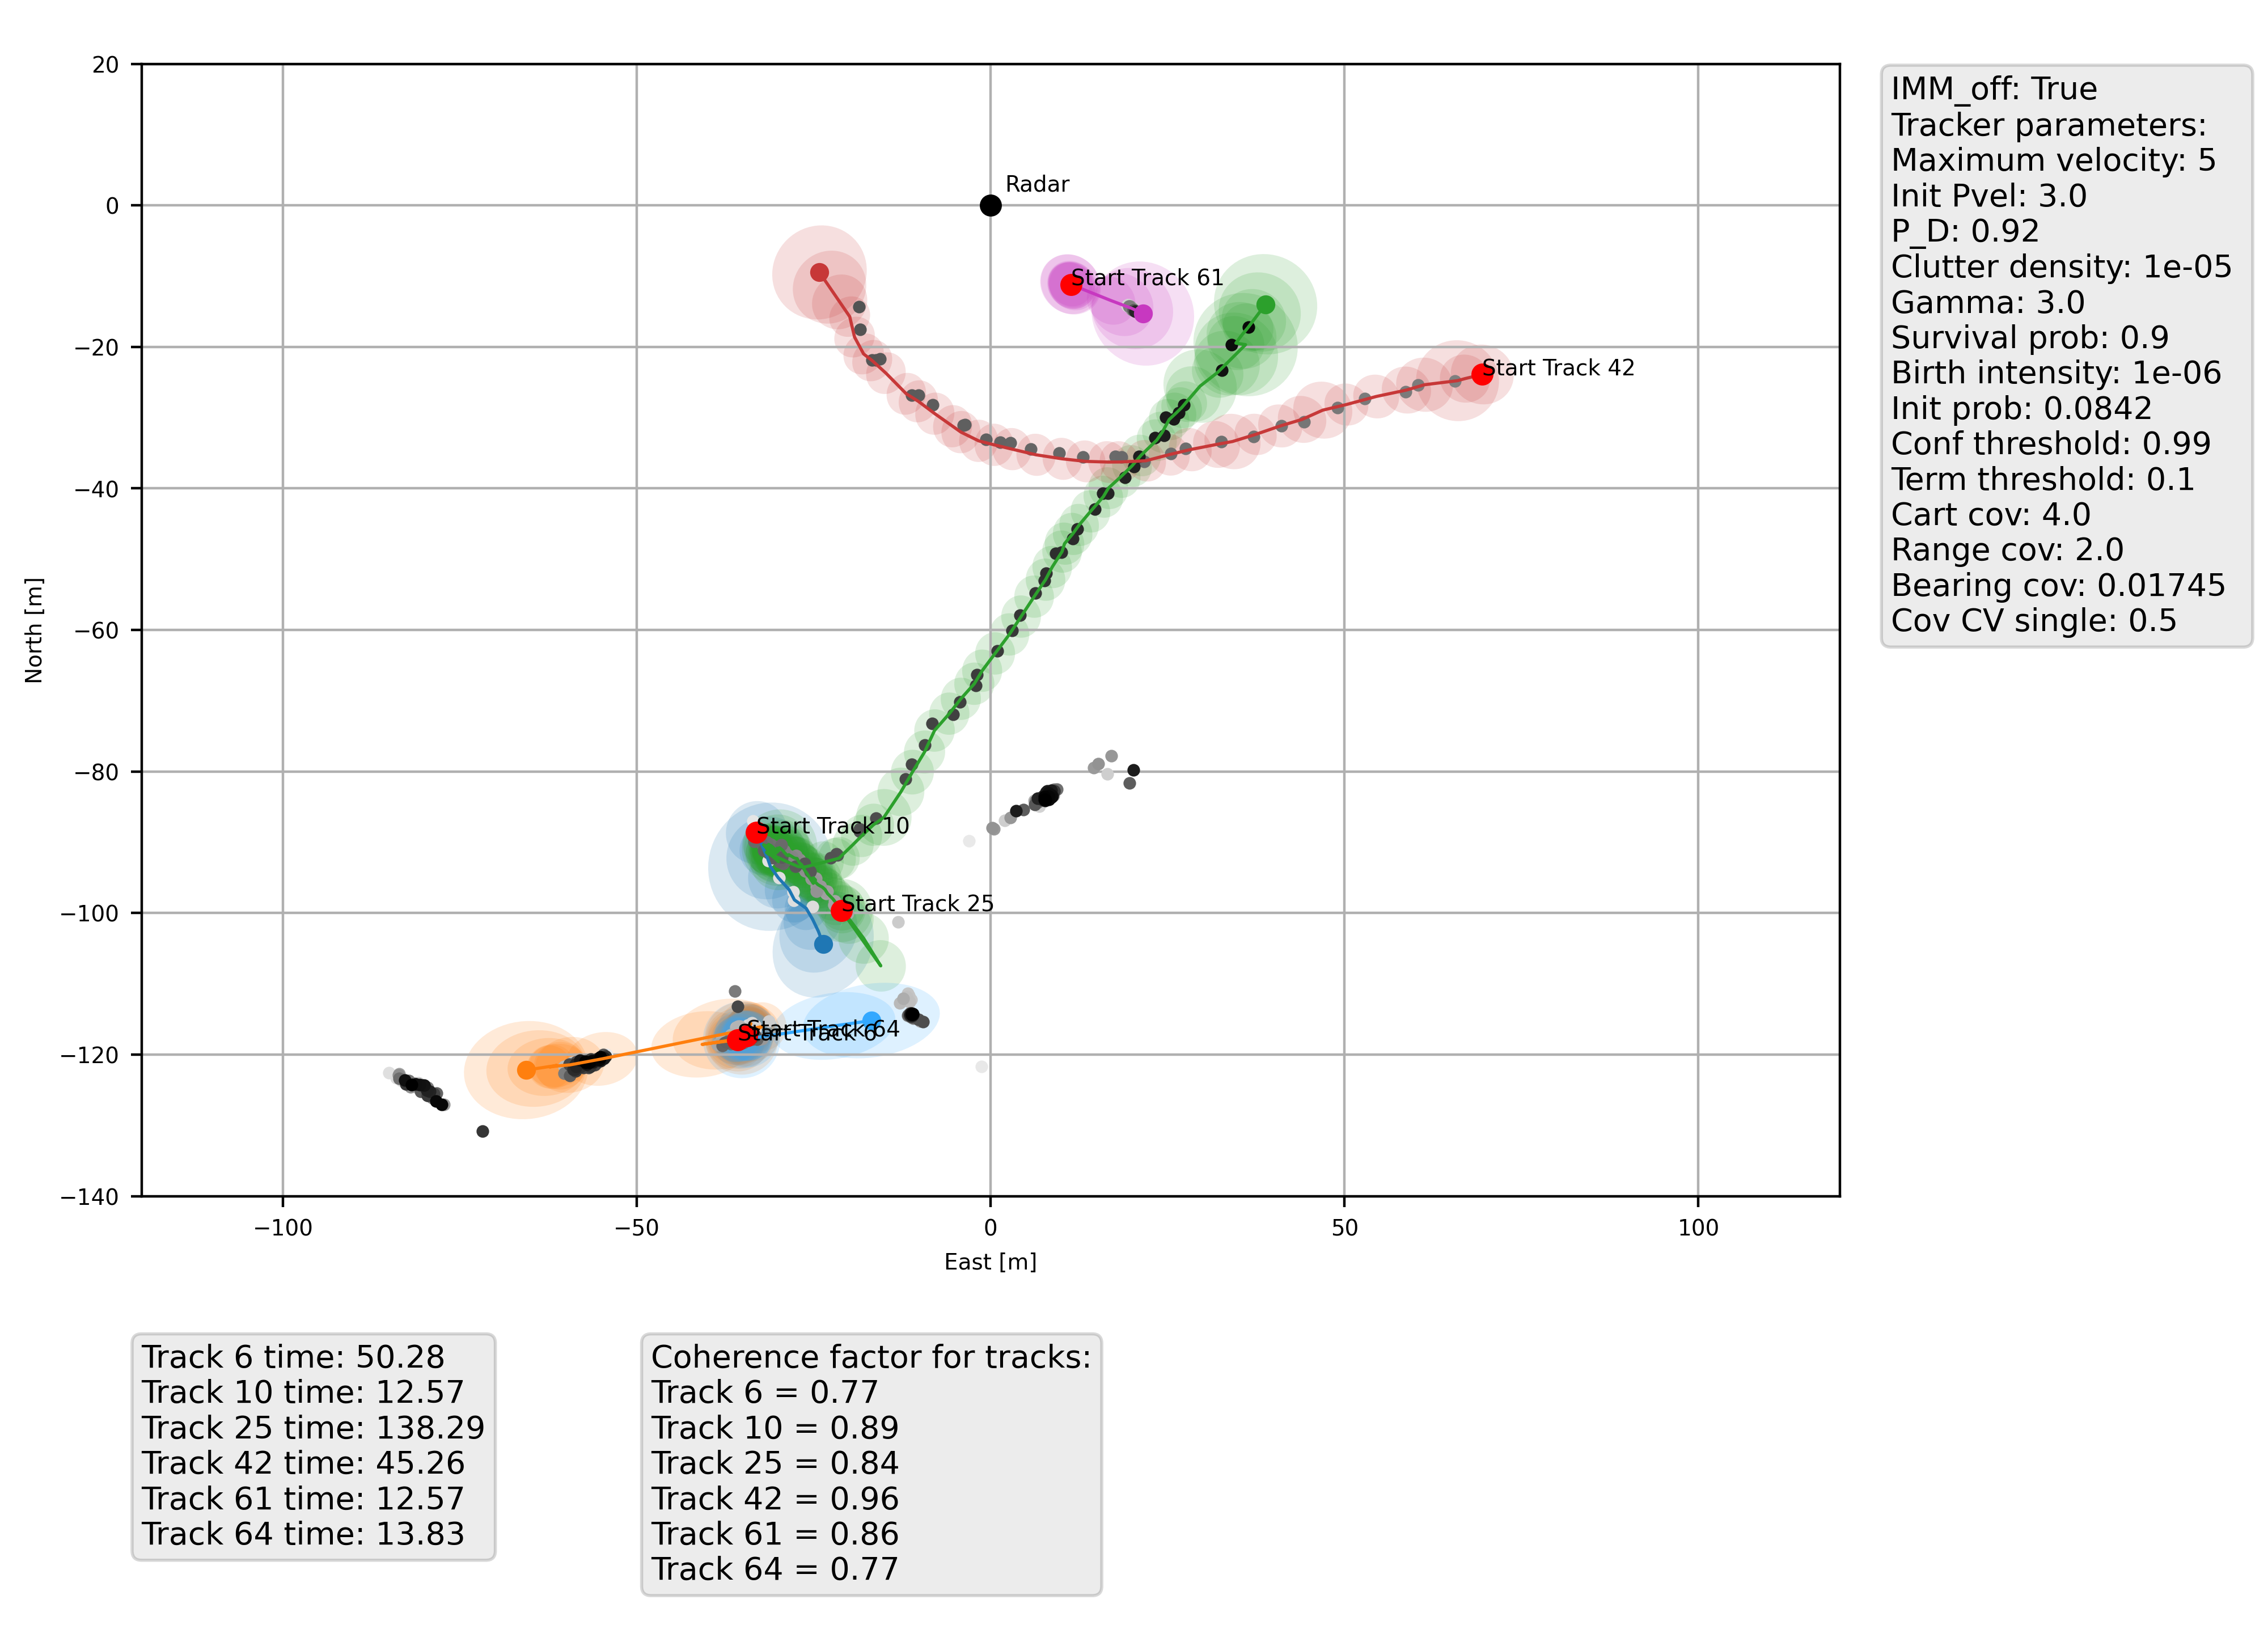 20
0
−20
−40
−60
−80
−100
−120
−140
North [m]
−100
−50
0
50
100
East [m]
Radar
Start Track 61
Start Track 42
Start Track 10
Start Track 25
Start Track 64
Start Track 6
IMM_off: True
Tracker parameters:
Maximum velocity: 5
Init Pvel: 3.0
P_D: 0.92
Clutter density: 1e-05
Gamma: 3.0
Survival prob: 0.9
Birth intensity: 1e-06
Init prob: 0.0842
Conf threshold: 0.99
Term threshold: 0.1
Cart cov: 4.0
Range cov: 2.0
Bearing cov: 0.01745
Cov CV single: 0.5
Track 6 time: 50.28
Track 10 time: 12.57
Track 25 time: 138.29
Track 42 time: 45.26
Track 61 time: 12.57
Track 64 time: 13.83
Coherence factor for tracks:
Track 6 = 0.77
Track 10 = 0.89
Track 25 = 0.84
Track 42 = 0.96
Track 61 = 0.86
Track 64 = 0.77